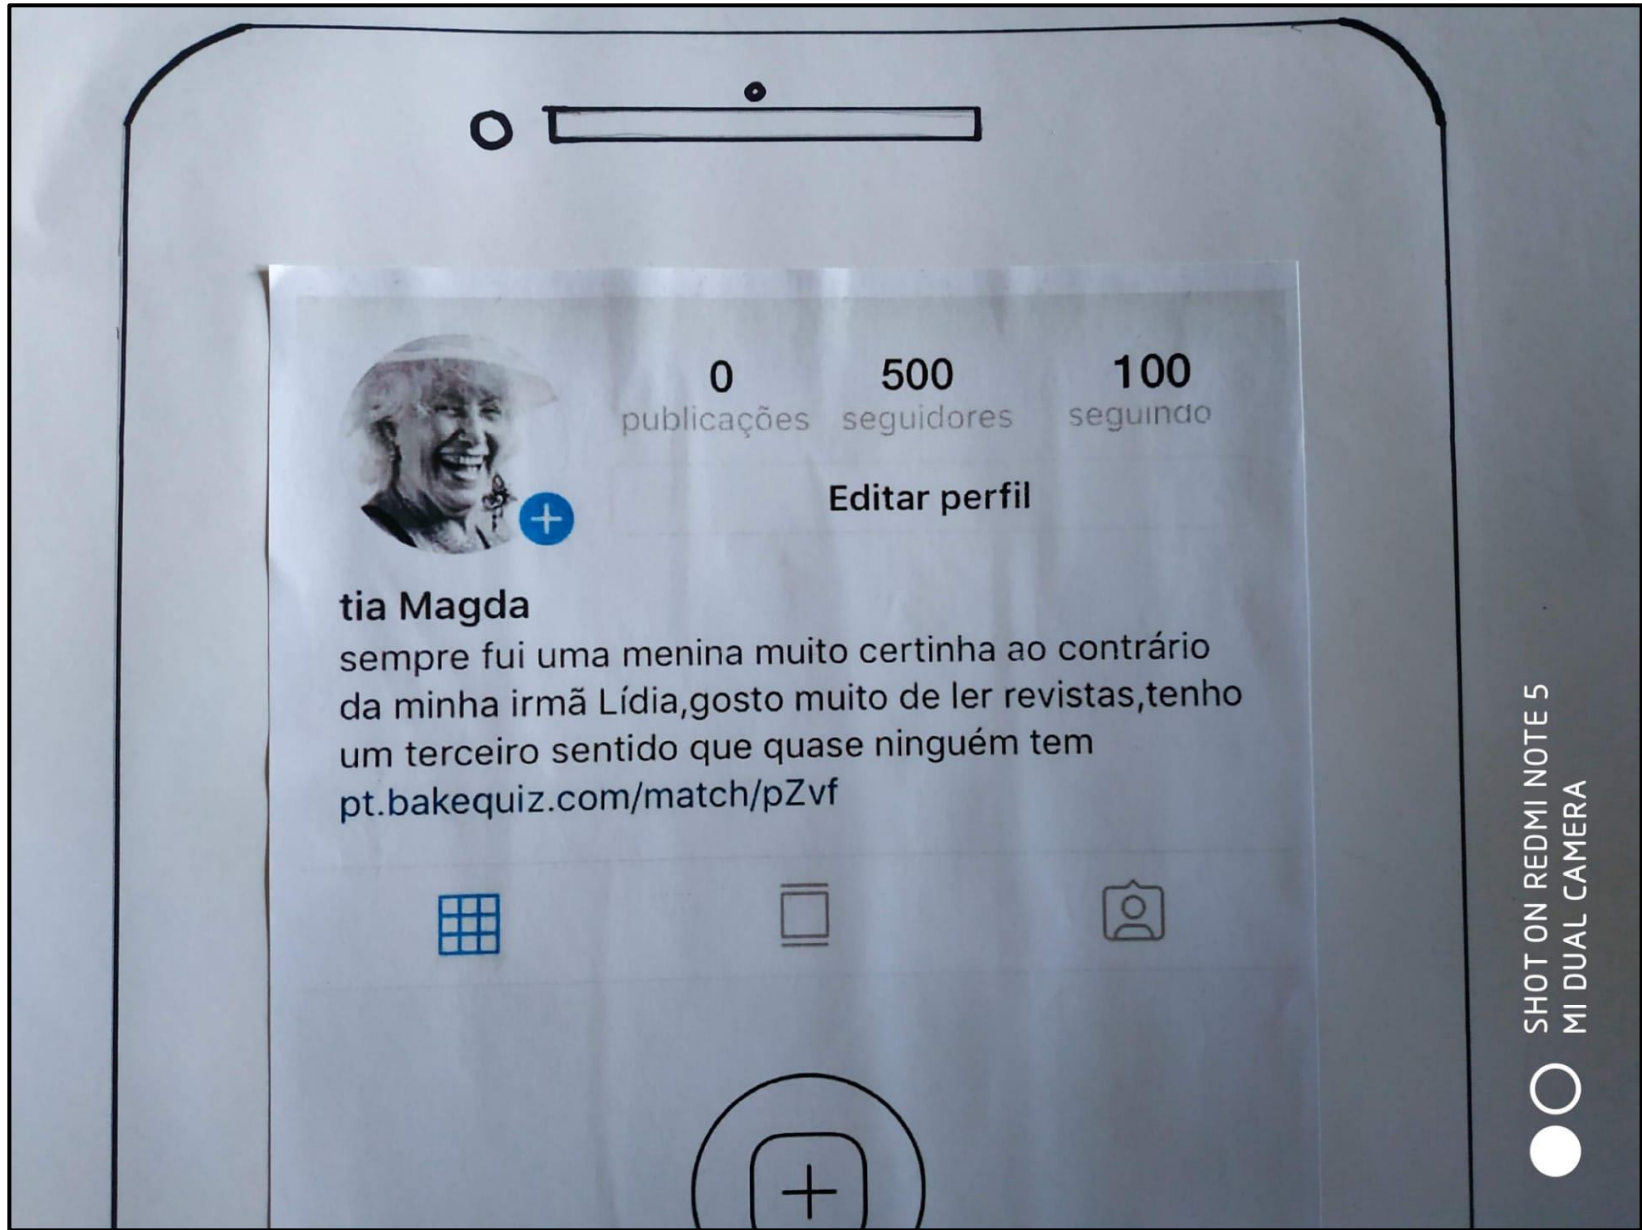 0
publicações
500
seguidores
100
seguindo
Editar perfil
tia Magda
sempre fui uma menina muito certinha ao contrário
da minha irmã Lídia,gosto muito de ler revistas,tenho
um terceiro sentido que quase ninguém tem
pt.bakequiz.com/match/pZvf
SHOT ON REDMI NOTE 5
MI DUAL CAMERA